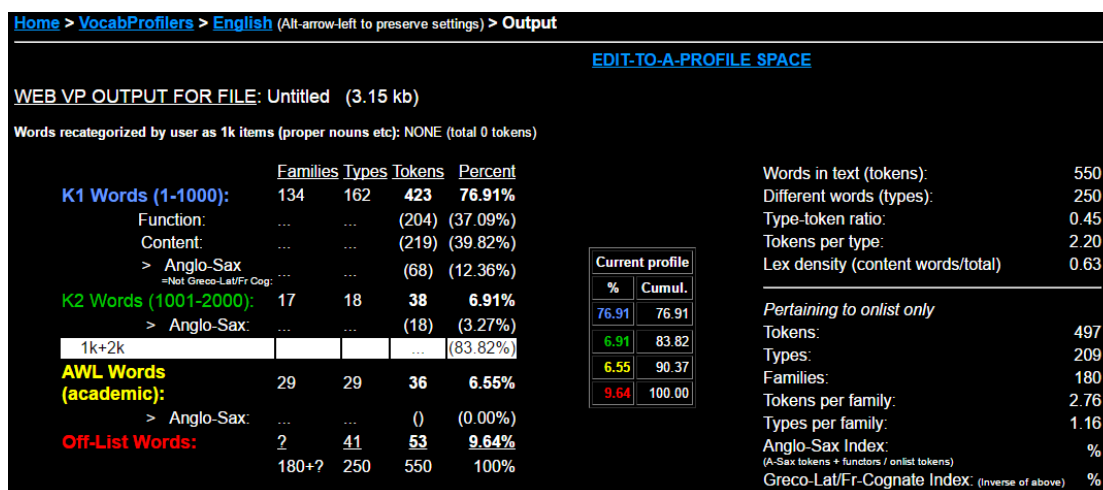 Home > VocabProfilers > English (Alt-arrow-left to preserve settings) > Output
EDIT-TO-A-PROFILE SPACE
WEB VP OUTPUT FOR FILE: Untitled (3.15 kb)
Words recategorized by user as 1k items (proper nouns etc): NONE (total 0 tokens)
Families Types Tokens Percent
K1 Words (1-1000): 134 162 423 76.91%
Function: ... ... (204) (37.09%)
Content: ... ... (219) (39.82%)
> Anglo-Sax ... ... (68) (12.36%)
=Not Greco-Lat/Fr Cog:
K2 Words (1001-2000): 17 18 38 6.91%
> Anglo-Sax: ... ... (18) (3.27%)
1k+2k ... (83.82%)
AWL Words
(academic): 29 29 36 6.55%
> Anglo-Sax: ... ... () (0.00%)
Off-List Words: ? 41 53 9.64%
180+? 250 550 100%
Current profile
% Cumul.
76.91 76.91
6.91 83.82
6.55 90.37
9.64 100.00
Words in text (tokens): 550
Different words (types): 250
Type-token ratio: 0.45
Tokens per type: 2.20
Lex density (content words/total) 0.63
Pertaining to onlist only
Tokens: 497
Types: 209
Families: 180
Tokens per family: 2.76
Types per family: 1.16
Anglo-Sax Index: %
(A-Sax tokens + functors / onlist tokens)
Greco-Lat/Fr-Cognate Index: (Inverse of above) %